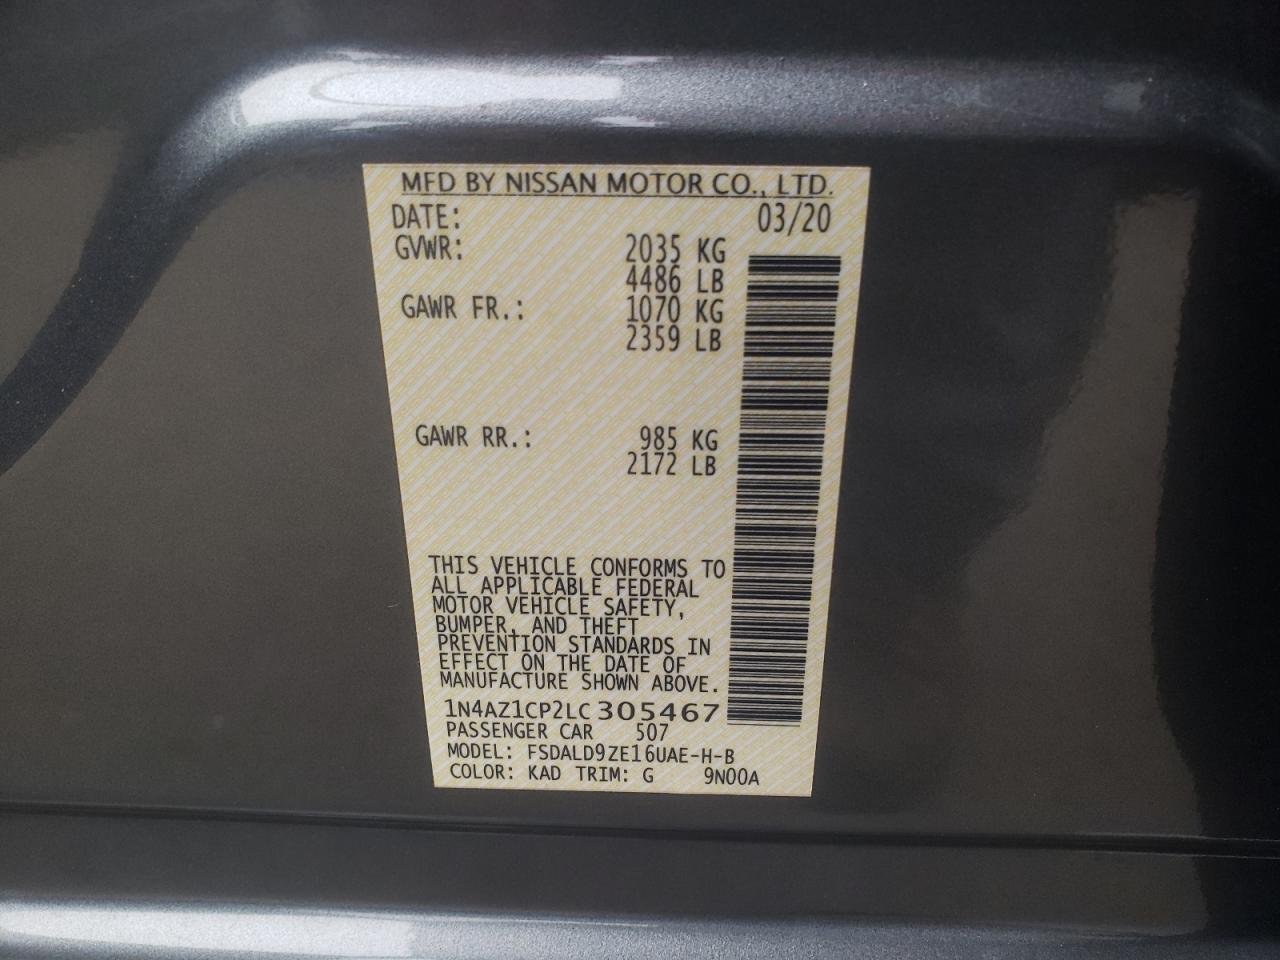 MFD BY NISSAN MOTOR CO., LTD.
DATE: 03/20
GVWR: 2035 KG
4486 LB
GAWR FR.: 1070 KG
2359 LB
GAWR RR.: 985 KG
2172 LB
THIS VEHICLE CONFORMS TO
ALL APPLICABLE FEDERAL
MOTOR VEHICLE SAFETY,
BUMPER, AND THEFT
PREVENTION STANDARDS IN
EFFECT ON THE DATE OF
MANUFACTURE SHOWN ABOVE.
1N4AZ1CP2LC305467
PASSENGER CAR 507
MODEL: FSDALD9ZE16UAE-H-B
COLOR: KAD TRIM: G 9N00A